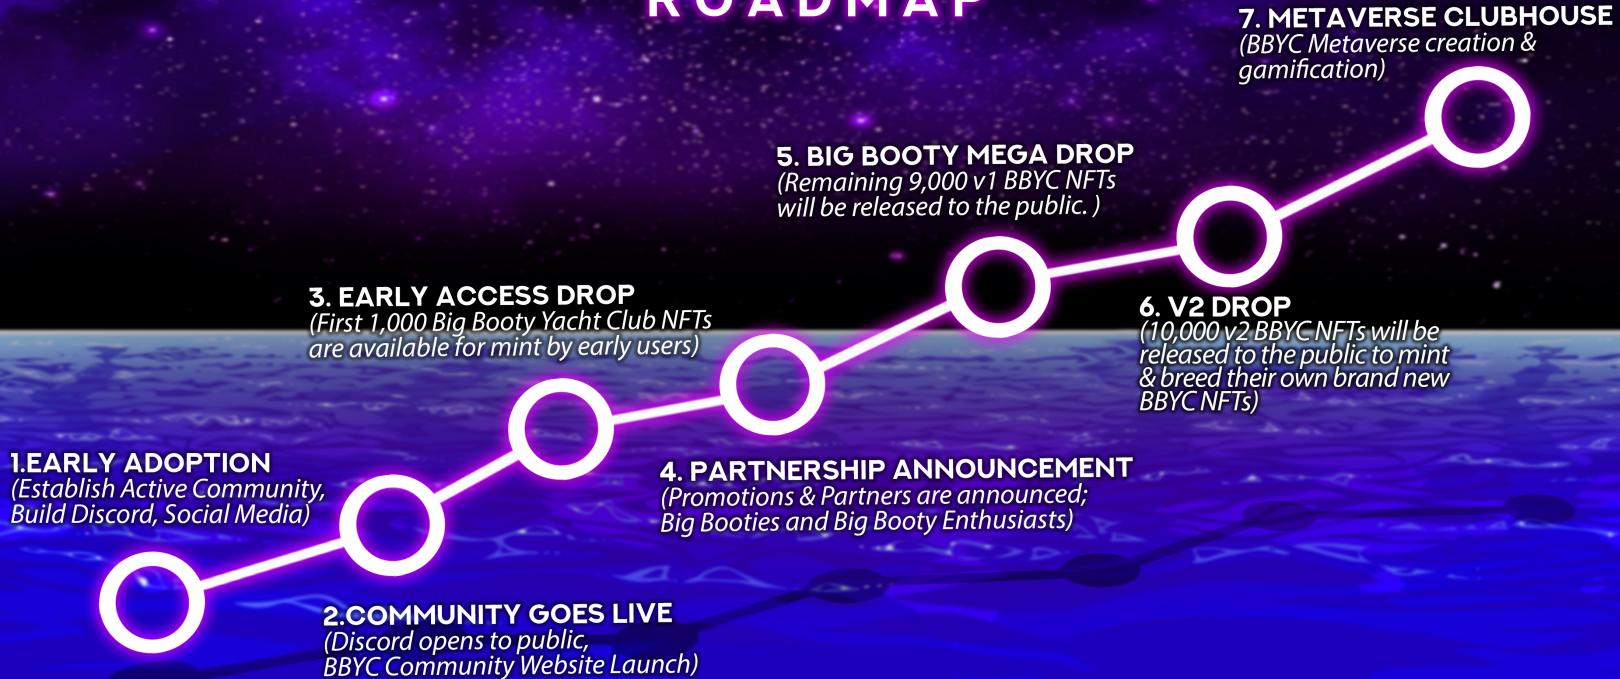 ROADMAP
7. METAVERSE CLUBHOUSE
(BBYC Metaverse creation &
gamification)
5. BIG BOOTY MEGA DROP
(Remaining 9,000 v1 BBYC NFTs
will be released to the public. )
3. EARLY ACCESS DROP
(First 1,000 Big Booty Yacht Club NFTs
are available for mint by early users)
6. V2 DROP
(10,000 v2 BBYC NFTs will be
released to the public to mint
& breed their own brand new
BBYC NFTs)
1.EARLY ADOPTION
(Establish Active Community,
Build Discord, Social Media)
4. PARTNERSHIP ANNOUNCEMENT
(Promotions & Partners are announced;
Big Booties and Big Booty Enthusiasts)
2.COMMUNITY GOES LIVE
(Discord opens to public,
BBYC Community Website Launch)